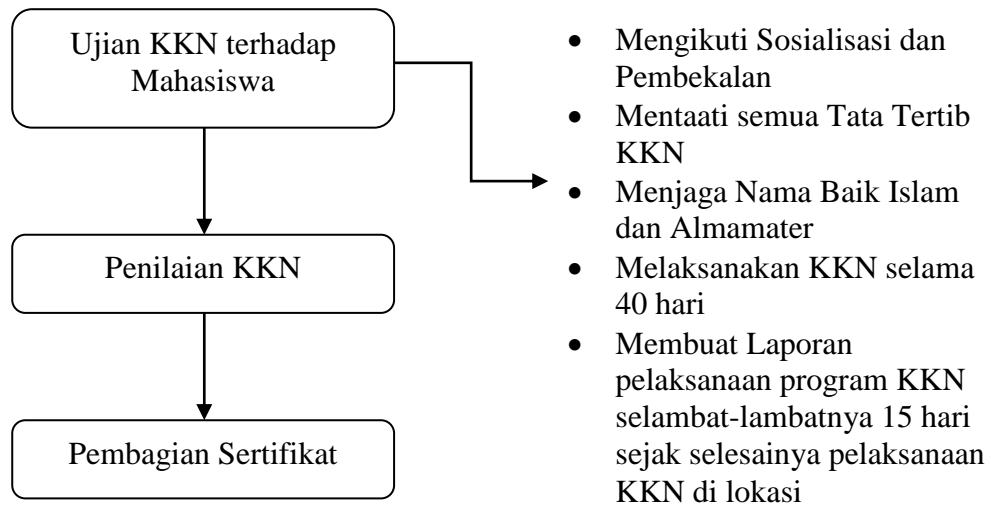 Ujian KKN terhadap
Mahasiswa
Penilaian KKN
Pembagian Sertifikat
• Mengikuti Sosialisasi dan
Pembekalan
• Mentaati semua Tata Tertib
KKN
• Menjaga Nama Baik Islam
dan Almamater
• Melaksanakan KKN selama
40 hari
• Membuat Laporan
pelaksanaan program KKN
selambat-lambatnya 15 hari
sejak selesainya pelaksanaan
KKN di lokasi